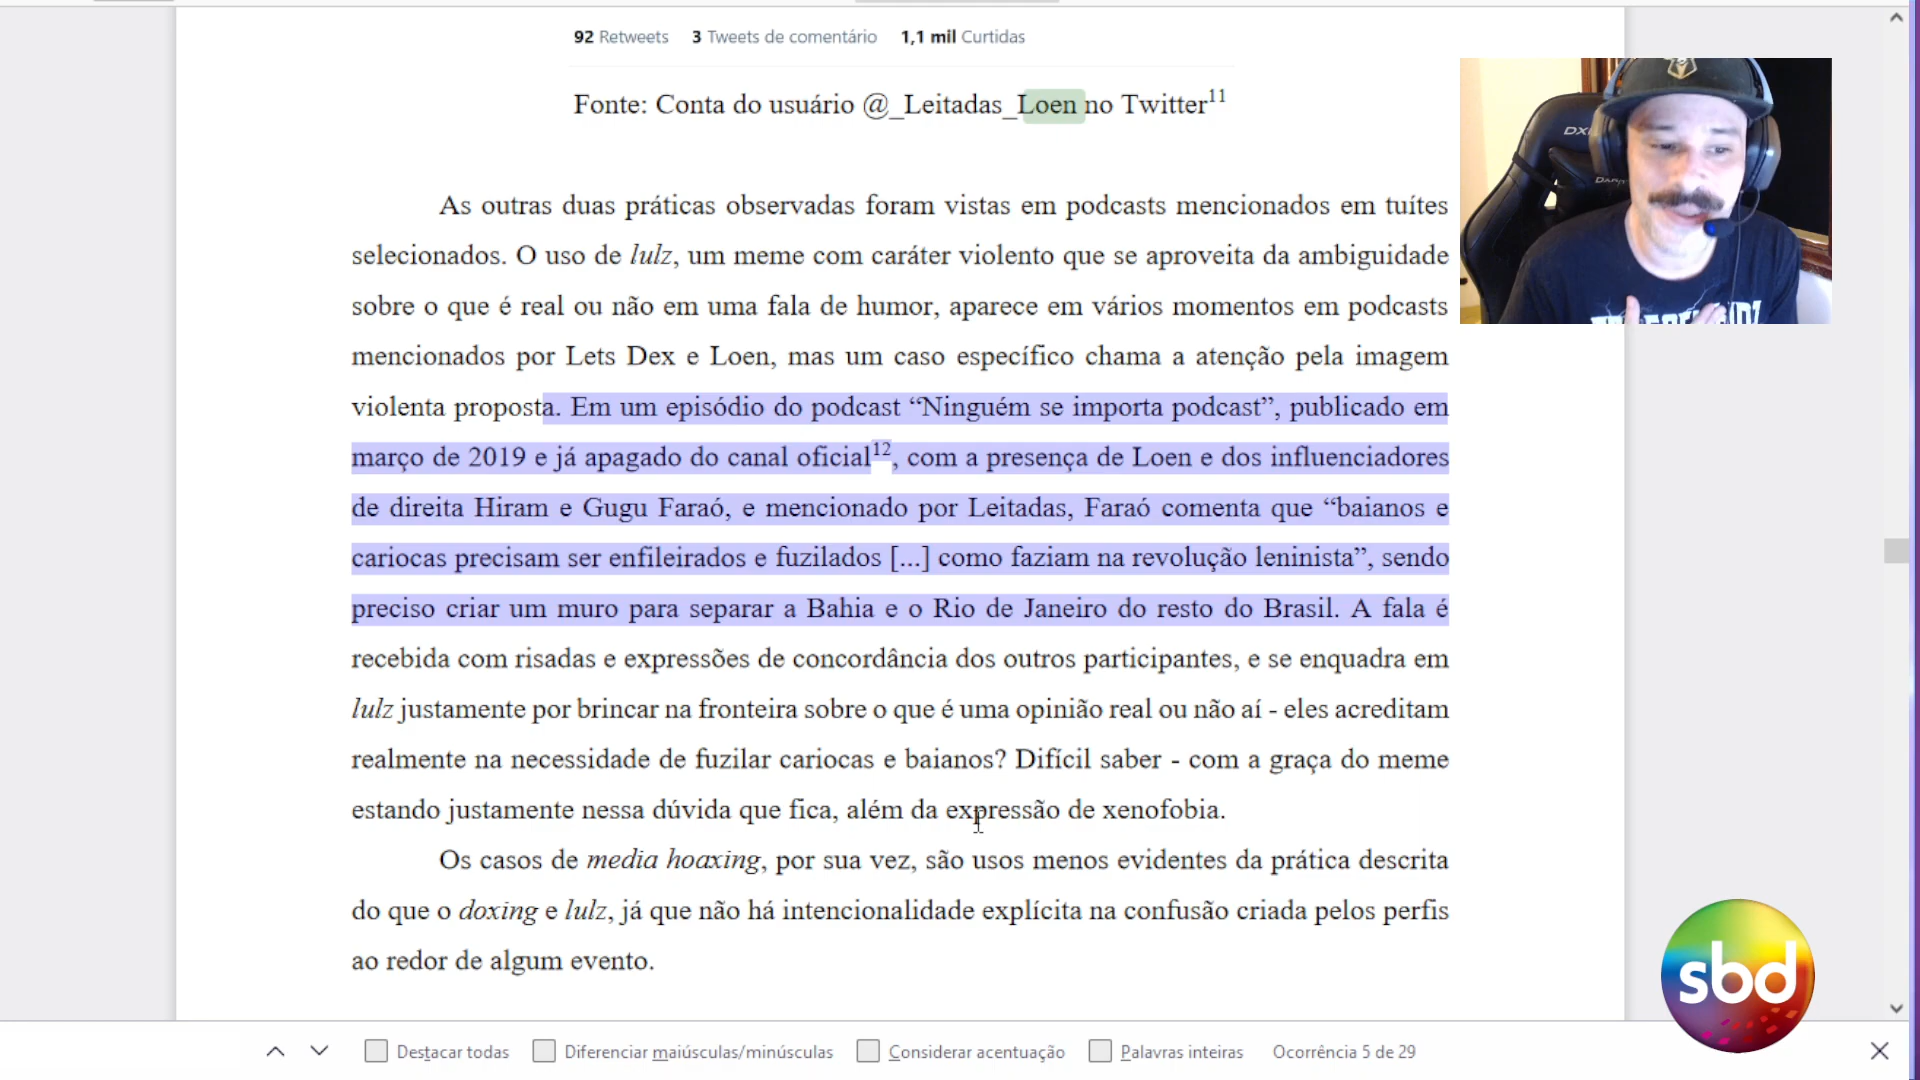 92 Retweets 3 Tweets de comentário 1,1 mil Curtidas
Fonte: Conta do usuário @_Leitadas_Loen no Twitter11
As outras duas práticas observadas foram vistas em podcasts mencionados em tuítes
selecionados. O uso de lulz, um meme com caráter violento que se aproveita da ambiguidade
sobre o que é real ou não em uma fala de humor, aparece em vários momentos em podcasts
mencionados por Lets Dex e Loen, mas um caso específico chama a atenção pela imagem
violenta proposta. Em um episódio do podcast “Ninguém se importa podcast”, publicado em
março de 2019 e já apagado do canal oficial12, com a presença de Loen e dos influenciadores
de direita Hiram e Gugu Faraó, e mencionado por Leitadas, Faraó comenta que “baianos e
cariocas precisam ser enfileirados e fuzilados [...] como faziam na revolução leninista”, sendo
preciso criar um muro para separar a Bahia e o Rio de Janeiro do resto do Brasil. A fala é
recebida com risadas e expressões de concordância dos outros participantes, e se enquadra em
lulz justamente por brincar na fronteira sobre o que é uma opinião real ou não aí - eles acreditam
realmente na necessidade de fuzilar cariocas e baianos? Difícil saber - com a graça do meme
estando justamente nessa dúvida que fica, além da expressão de xenofobia.
Os casos de media hoaxing, por sua vez, são usos menos evidentes da prática descrita
do que o doxing e lulz, já que não há intencionalidade explícita na confusão criada pelos perfis
ao redor de algum evento.
sbd
Destacar todas Diferenciar maiúsculas/minúsculas Considerar acentuação Palavras inteiras Ocorrência 5 de 29